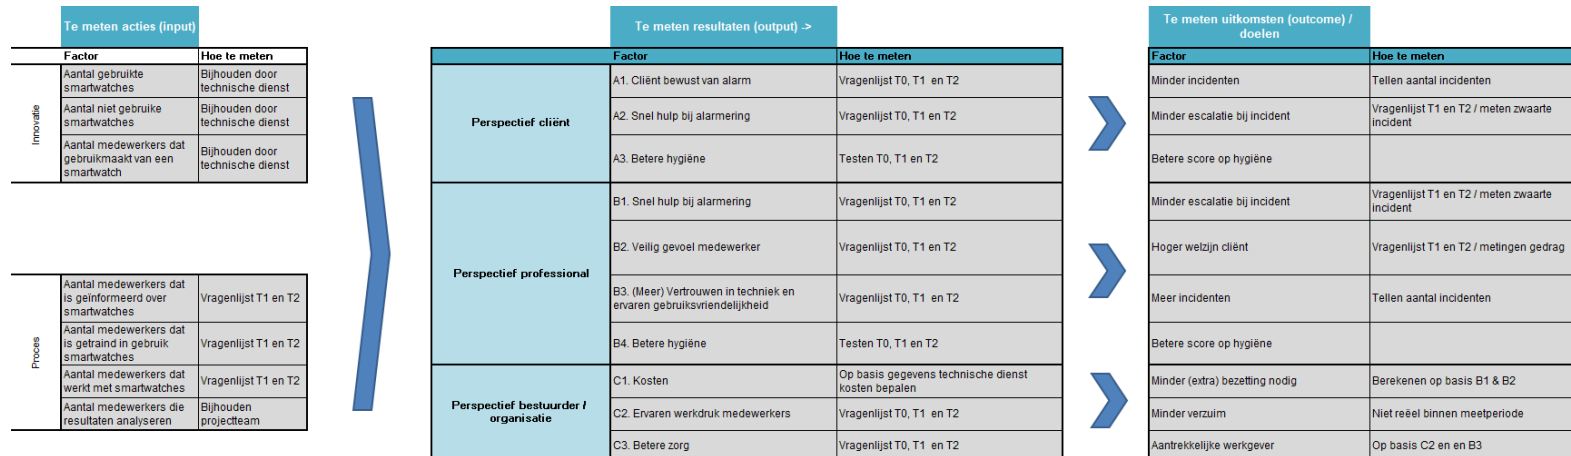 Te meten acties (input)
Factor
Hoe te meten
Innovatie
Aantal gebruikte
smartwatches
Bijhouden door
technische dienst
Aantal niet gebruike
smartwatches
Bijhouden door
technische dienst
Aantal medewerkers dat
gebruikmaakt van een
smartwatch
Bijhouden door
technische dienst
Proces
Aantal medewerkers dat
is geïnformeerd over
smartwatches
Vragenlijst T1 en T2
Aantal medewerkers dat
is getraind in gebruik
smartwatches
Vragenlijst T1 en T2
Aantal medewerkers dat
werkt met smartwatches
Vragenlijst T1 en T2
Aantal medewerkers die
resultaten analyseren
Bijhouden
projectteam
Te meten resultaten (output) ->
Factor
Hoe te meten
Perspectief cliënt
A1. Cliënt bewust van alarm
Vragenlijst T0, T1 en T2
A2. Snel hulp bij alarmering
Vragenlijst T0, T1 en T2
A3. Betere hygiëne
Testen T0, T1 en T2
Perspectief professional
B1. Snel hulp bij alarmering
Vragenlijst T0, T1 en T2
B2. Veilig gevoel medewerker
Vragenlijst T0, T1 en T2
B3. (Meer) Vertrouwen in techniek en
ervaren gebruiksvriendelijkheid
Vragenlijst T0, T1 en T2
B4. Betere hygiëne
Testen T0, T1 en T2
Perspectief bestuurder /
organisatie
C1. Kosten
Op basis gegevens technische dienst
kosten bepalen
C2. Ervaren werkdruk medewerkers
Vragenlijst T0, T1 en T2
C3. Betere zorg
Vragenlijst T0, T1 en T2
Te meten uitkomsten (outcome) /
doelen
Factor
Hoe te meten
Minder incidenten
Tellen aantal incidenten
Minder escalatie bij incident
Vragenlijst T1 en T2 / meten zwaarte
incident
Betere score op hygiëne
Minder escalatie bij incident
Vragenlijst T1 en T2 / meten zwaarte
incident
Hoger welzijn cliënt
Vragenlijst T1 en T2 / metingen gedrag
Meer incidenten
Tellen aantal incidenten
Betere score op hygiëne
Minder (extra) bezetting nodig
Berekenen op basis B1 & B2
Minder verzuim
Niet reëel binnen meetperiode
Aantrekkelijke werkgever
Op basis C2 en en B3